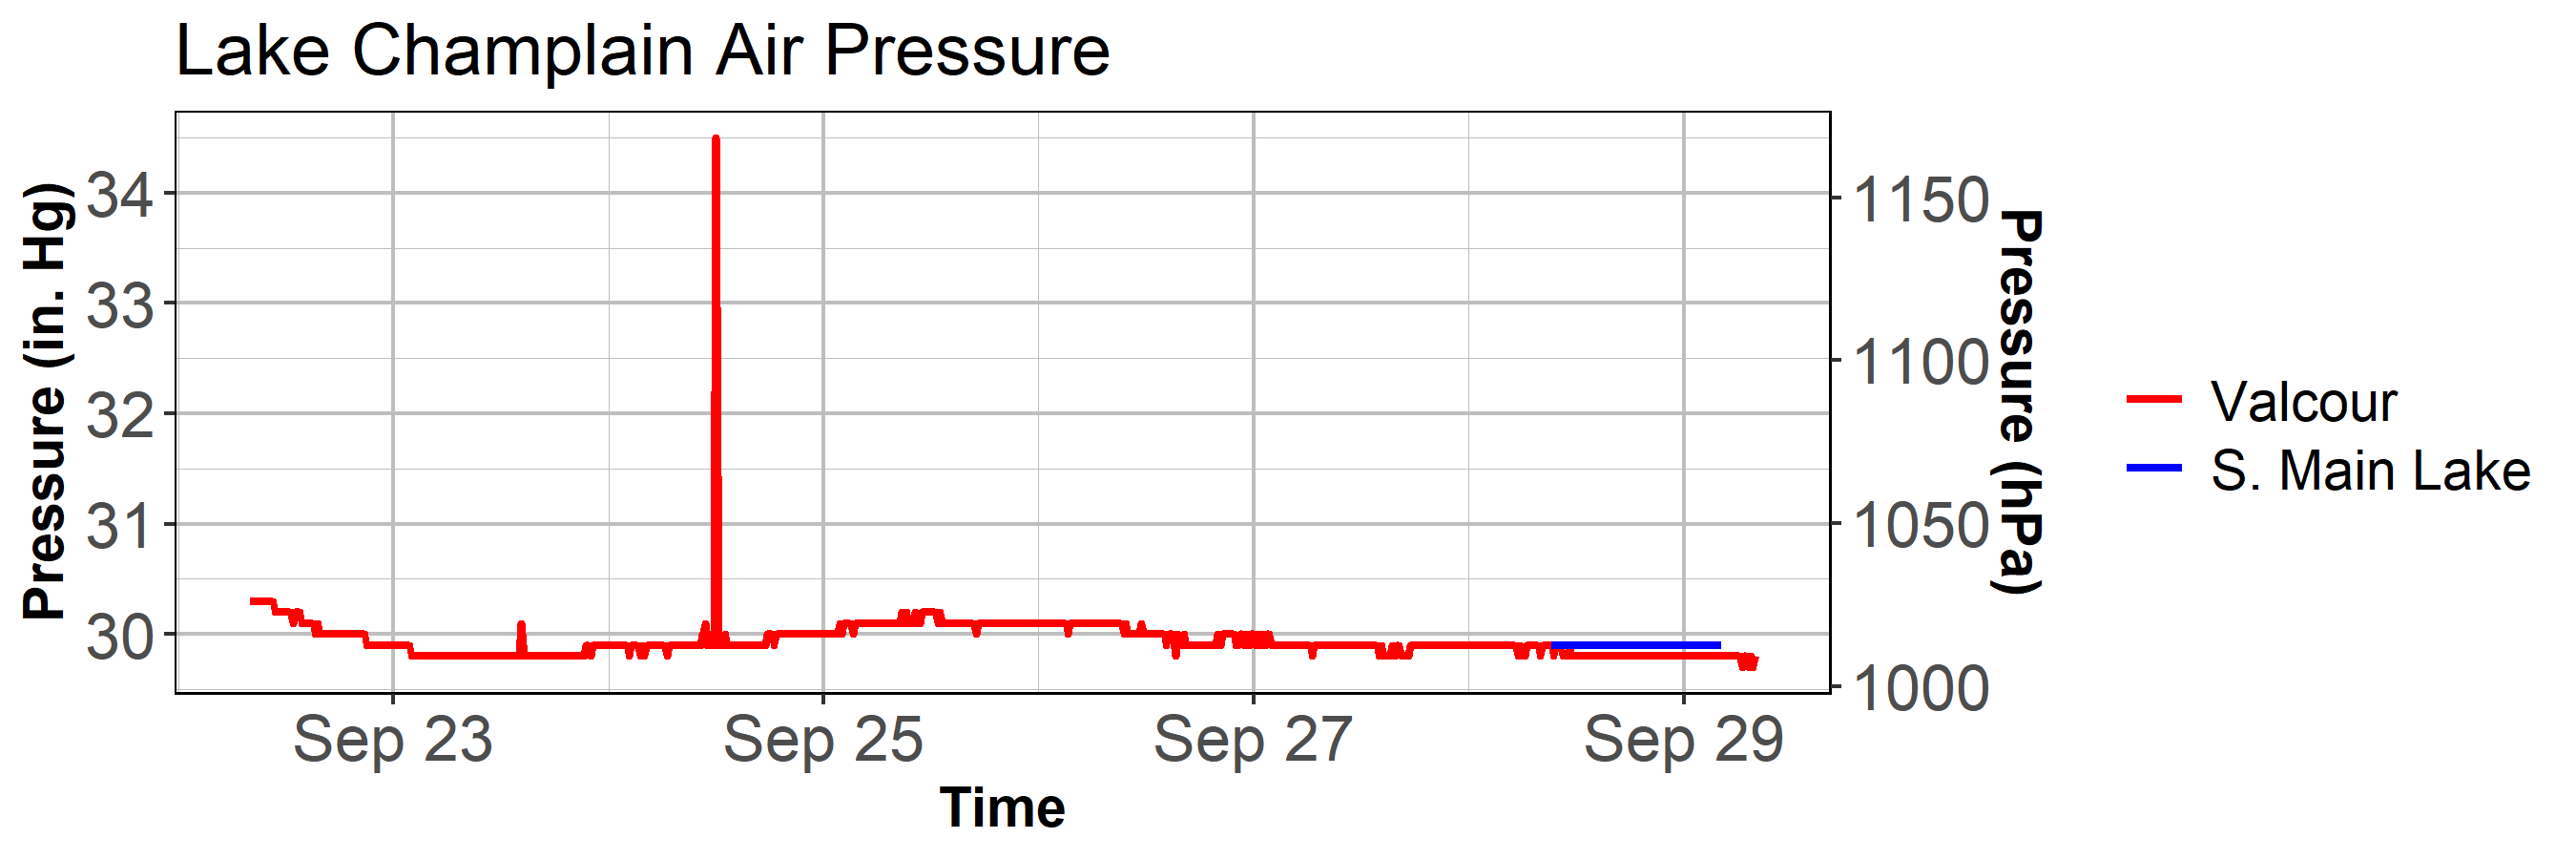 Lake Champlain Air Pressure
Pressure (in. Hg)
34
33
32
31
30
1150
1100
1050
1000
Pressure (hPa)
Valcour
S. Main Lake
Sep 23
Sep 25
Sep 27
Sep 29
Time